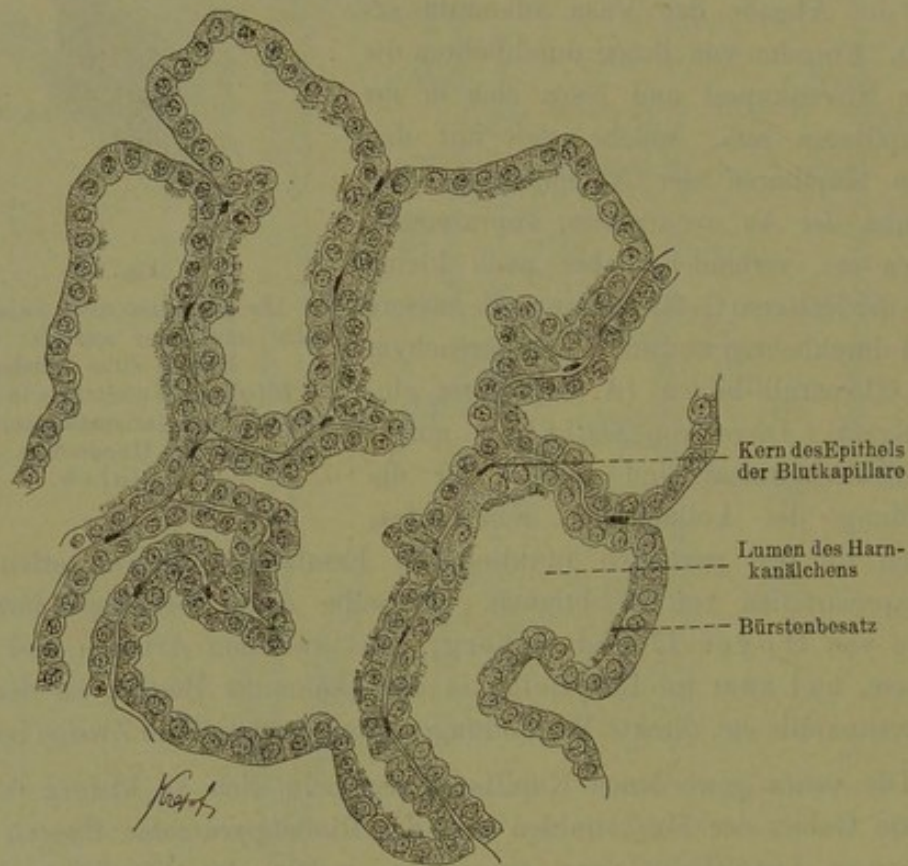 Kern des Epithels
der Blutkapillare
Lumen des Harn-
kanälchens
Bürstenbesatz